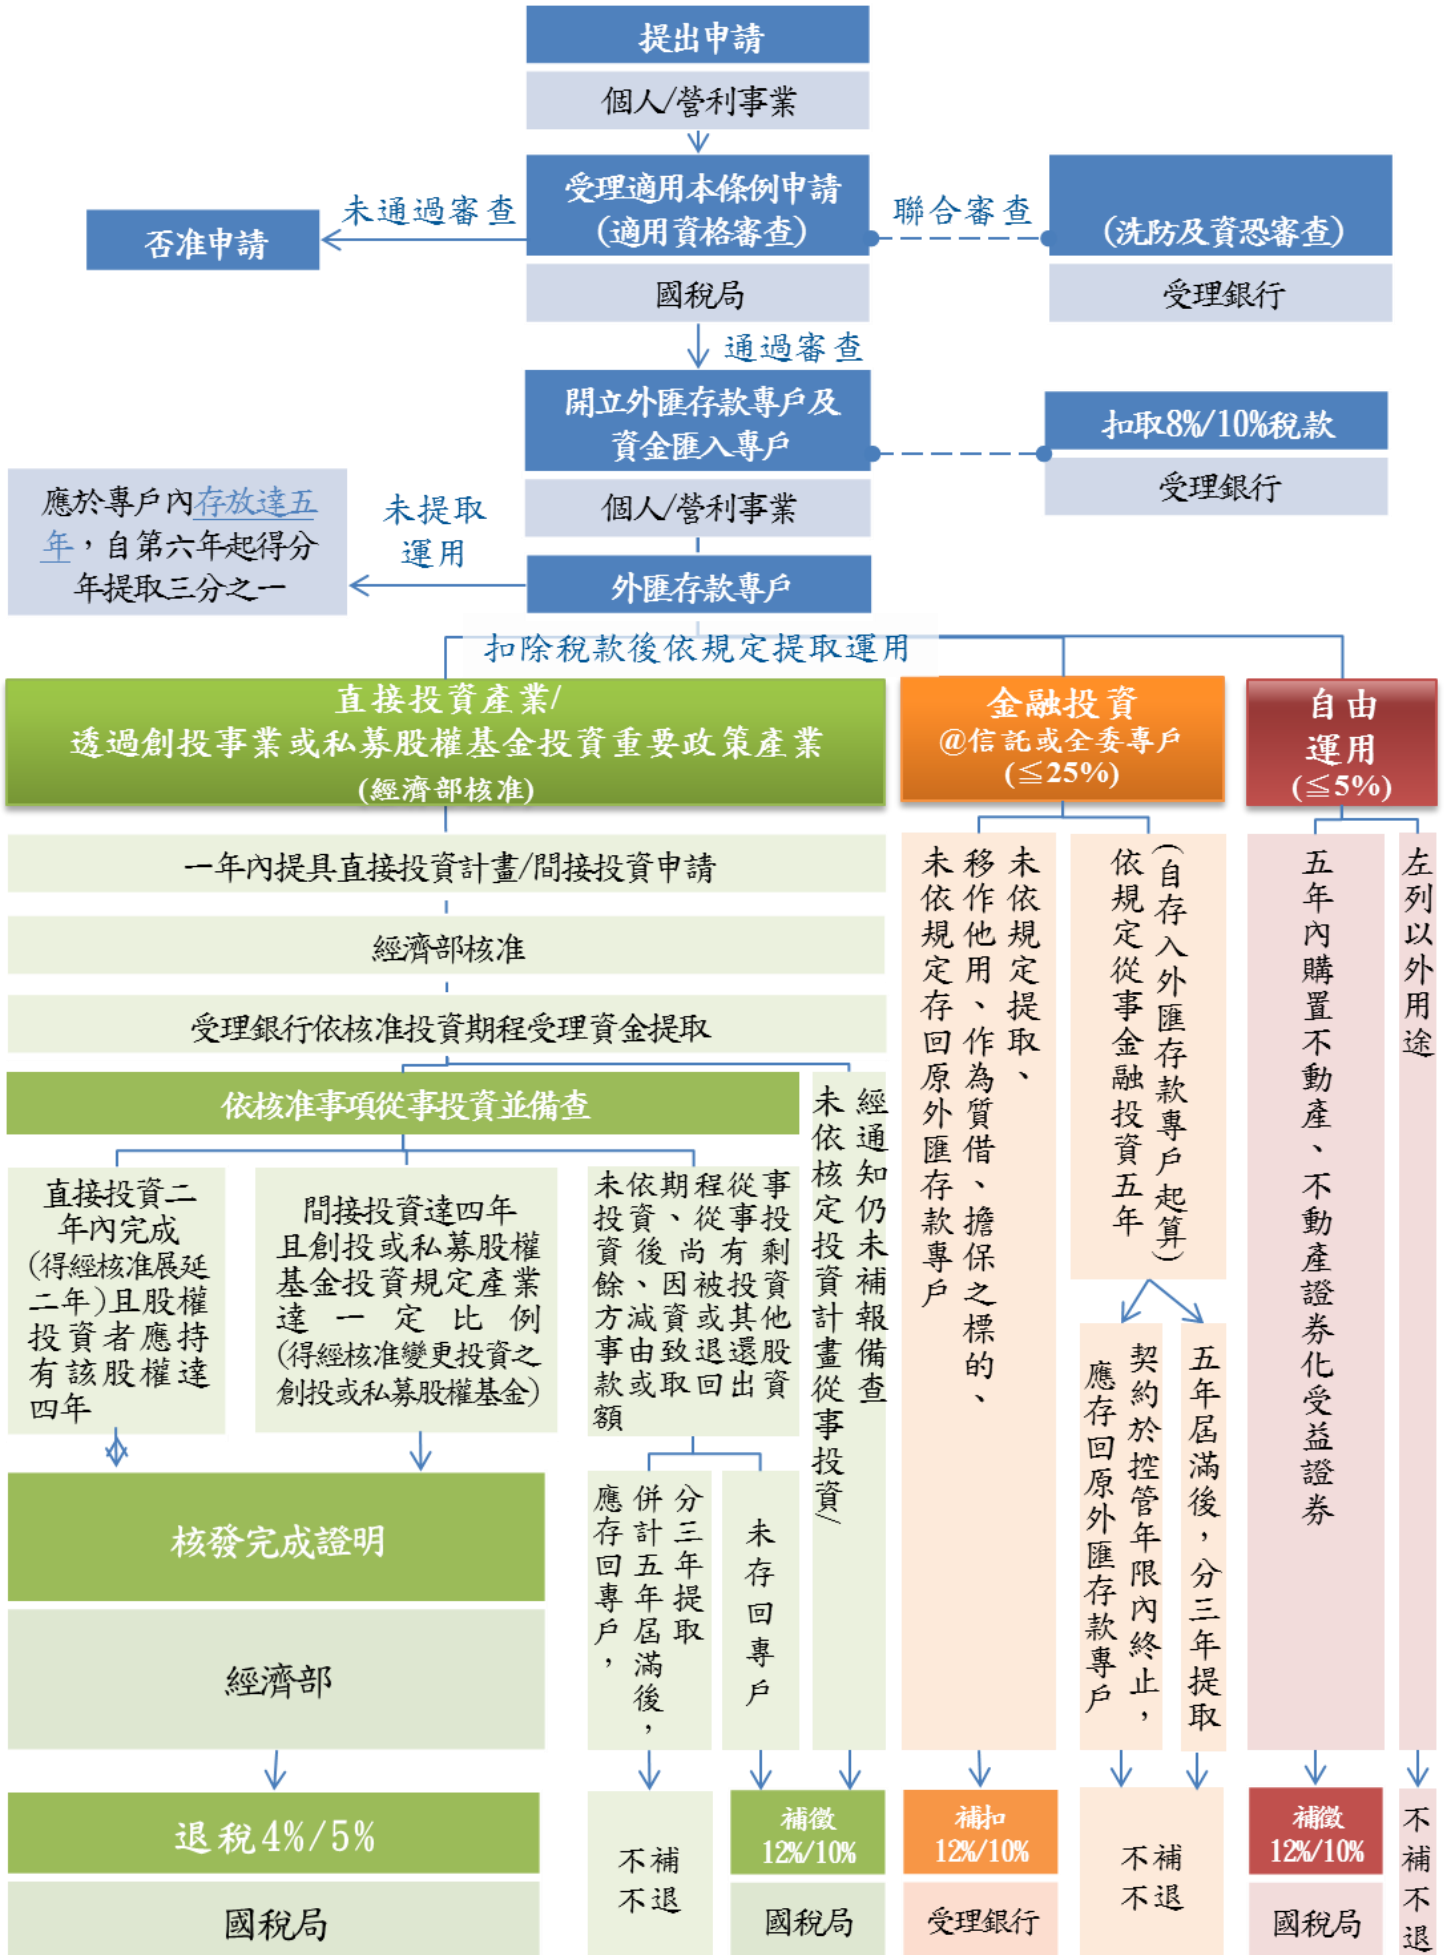 提出申請
個人/營利事業
受理適用本條例申請
(適用資格審查)
國稅局
未通過審查
否准申請
聯合審查
(洗防及資恐審查)
受理銀行
通過審查
開立外匯存款專戶及
資金匯入專戶
個人/營利事業
扣取8%/10%稅款
受理銀行
外匯存款專戶
未提取
運用
應於專戶內存放達五
年，自第六年起得分
年提取三分之一
扣除稅款後依規定提取運用
直接投資產業/
透過創投事業或私募股權基金投資重要政策產業
(經濟部核准)
金融投資
@信託或全委專戶
(≦25%)
自由
運用
(≦5%)
一年內提具直接投資計畫/間接投資申請
經濟部核准
受理銀行依核准投資期程受理資金提取
依核准事項從事投資並備查
直接投資二
年內完成
(得經核准展延
二年)且股權
投資者應持
有該股權達
四年
間接投資達四年
且創投或私募股權
基金投資規定產業
達一定比例
(得經核准變更投資之
創投或私募股權基金)
未依期程從事
投資、從事投
資後尚有剩
餘、因被投資
方減資或其他
事由致退還股
款或取回出資
額
經通知仍未補報備查
未依核定投資計畫從事投資/
未依規定提取、
移作他用、作為質借、擔保之標的、
未依規定存回原外匯存款專戶
(自存入外匯存款專戶起算)
依規定從事金融投資五年
五年內購置不動產、不動產證券化受益證券
左列以外用途
核發完成證明
經濟部
分三年提取
併計五年屆滿後，
應存回專戶，
未存回專戶
五年屆滿後，分三年提取
契約於控管年限內終止，
應存回原外匯存款專戶
退稅4%/5%
國稅局
不補
不退
補徵
12%/10%
國稅局
補扣
12%/10%
受理銀行
不補
不退
補徵
12%/10%
國稅局
不補不退